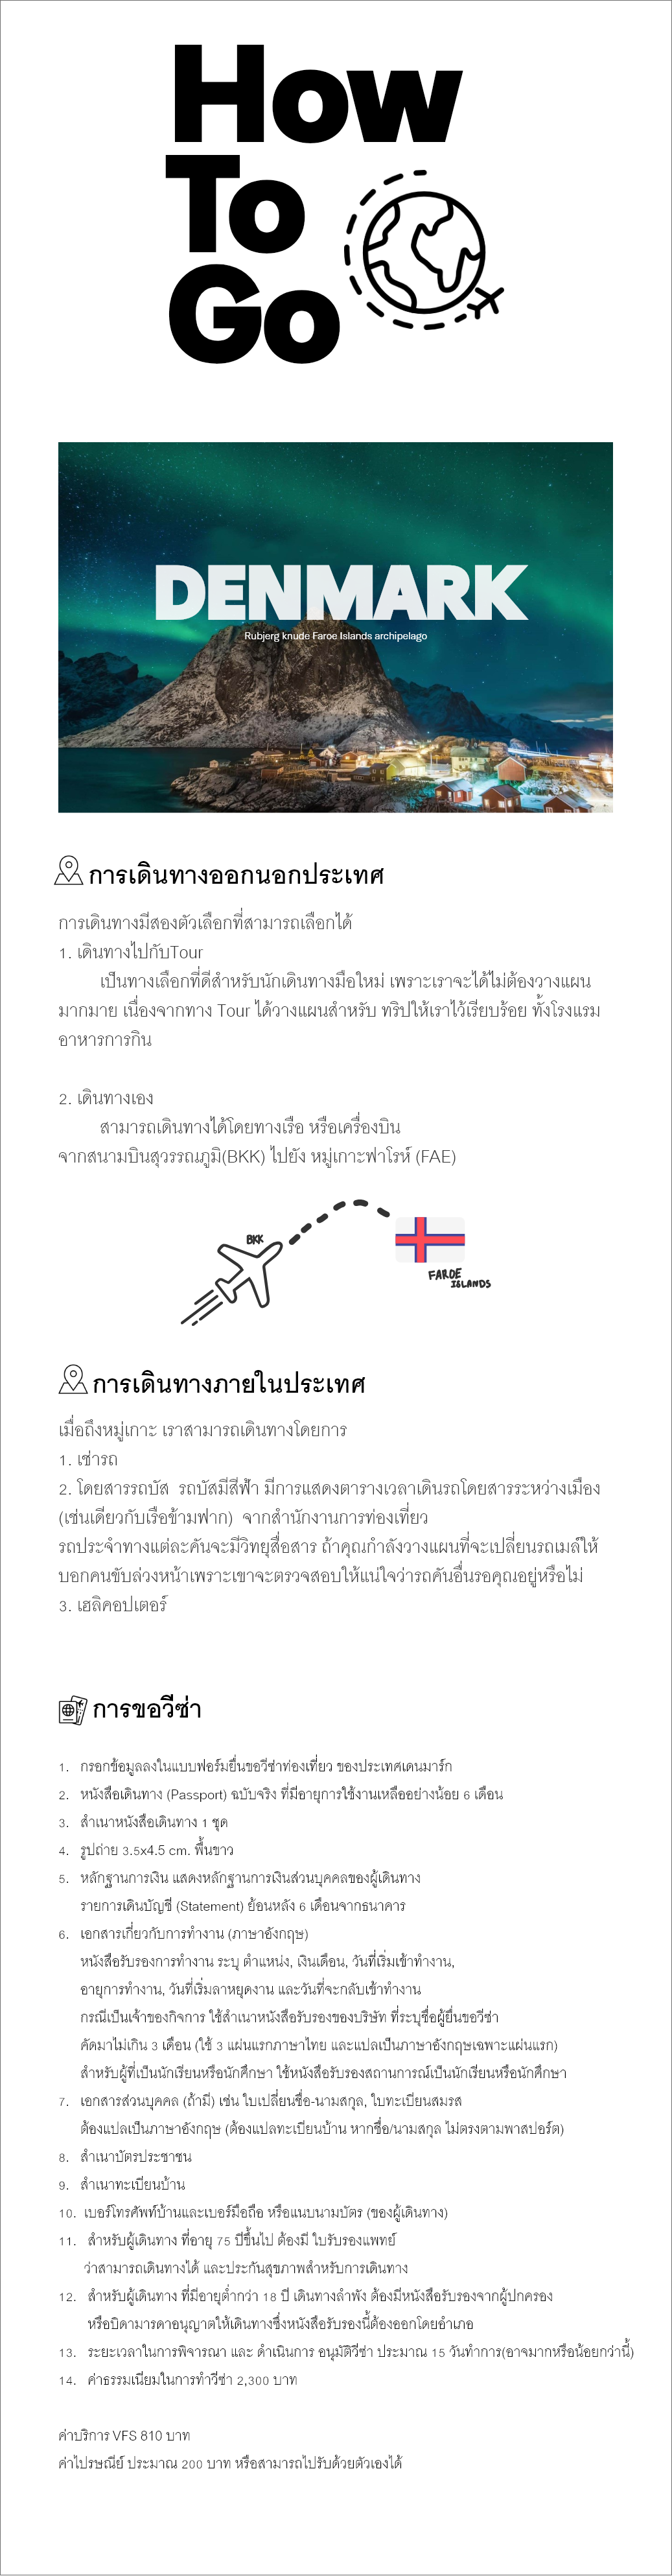 How
To
Go
DENMARK
Rubjerg knude Faroe Islands archipelago
การเดินทางออกนอกประเทศ
การเดินทางมีสองตัวเลือกที่สามารถเลือกได้
1. เดินทางไปกับTour
เป็นทางเลือกที่ดีสำหรับนักเดินทางมือใหม่ เพราะเราจะได้ไม่ต้องวางแผน
มากมาย เนื่องจากทาง Tour ได้วางแผนสำหรับ ทริปให้เราไว้เรียบร้อย ทั้งโรงแรม
อาหารการกิน
2. เดินทางเอง
สามารถเดินทางได้โดยทางเรือ หรือเครื่องบิน
จากสนามบินสุวรรณภูมิ(BKK) ไปยัง หมู่เกาะฟาโรห์ (FAE)
BKK
FAROE
ISLANDS
การเดินทางภายในประเทศ
เมื่อถึงหมู่เกาะ เราสามารถเดินทางโดยการ
1. เช่ารถ
2. โดยสารรถบัส รถบัสมีสีฟ้า มีการแสดงตารางเวลาเดินรถโดยสารระหว่างเมือง
(เช่นเดียวกับเรือข้ามฟาก) จากสำนักงานการท่องเที่ยว
รถประจำทางแต่ละคันจะมีวิทยุสื่อสาร ถ้าคุณกำลังวางแผนที่จะเปลี่ยนรถเมล์ให้
บอกคนขับล่วงหน้าเพราะเขาจะตรวจสอบให้แน่ใจว่ารถคันอื่นรอคุณอยู่หรือไม่
3. เฮลิคอปเตอร์
การขอวีซ่า
1. กรอกข้อมูลลงในแบบฟอร์มยื่นขอวีซ่าท่องเที่ยว ของประเทศเดนมาร์ก
2. หนังสือเดินทาง (Passport) ฉบับจริง ที่มีอายุการใช้งานเหลืออย่างน้อย 6 เดือน
3. สำเนาหนังสือเดินทาง 1 ชุด
4. รูปถ่าย 3.5x4.5 cm. พื้นขาว
5. หลักฐานการเงิน แสดงหลักฐานการเงินส่วนบุคคลของผู้เดินทาง
รายการเดินบัญชี (Statement) ย้อนหลัง 6 เดือนจากธนาคาร
6. เอกสารเกี่ยวกับการทำงาน (ภาษาอังกฤษ)
หนังสือรับรองการทำงาน ระบุ ตำแหน่ง, เงินเดือน, วันที่เริ่มเข้าทำงาน,
อายุการทำงาน, วันที่เริ่มลาหยุดงาน และวันที่จะกลับเข้าทำงาน
กรณีเป็นเจ้าของกิจการ ใช้สำเนาหนังสือรับรองของบริษัท ที่ระบุชื่อผู้ยื่นขอวีซ่า
คัดมาไม่เกิน 3 เดือน (ใช้ 3 แผ่นแรกภาษาไทย และแปลเป็นภาษาอังกฤษเฉพาะแผ่นแรก)
สำหรับผู้ที่เป็นนักเรียนหรือนักศึกษา ใช้หนังสือรับรองสถานการณ์เป็นนักเรียนหรือนักศึกษา
7. เอกสารส่วนบุคคล (ถ้ามี) เช่น ใบเปลี่ยนชื่อ-นามสกุล, ใบทะเบียนสมรส
ต้องแปลเป็นภาษาอังกฤษ (ต้องแปลทะเบียนบ้าน หากชื่อ/นามสกุล ไม่ตรงตามพาสปอร์ต)
8. สำเนาบัตรประชาชน
9. สำเนาทะเบียนบ้าน
10. เบอร์โทรศัพท์บ้านและเบอร์มือถือ หรือแนบนามบัตร (ของผู้เดินทาง)
11. สำหรับผู้เดินทาง ที่อายุ 75 ปีขึ้นไป ต้องมี ใบรับรองแพทย์
ว่าสามารถเดินทางได้ และประกันสุขภาพสำหรับการเดินทาง
12. สำหรับผู้เดินทาง ที่มีอายุต่ำกว่า 18 ปี เดินทางลำพัง ต้องมีหนังสือรับรองจากผู้ปกครอง
หรือบิดามารดาอนุญาตให้เดินทางซึ่งหนังสือรับรองนี้ต้องออกโดยอำเภอ
13. ระยะเวลาในการพิจารณา และ ดำเนินการ อนุมัติวีซ่า ประมาณ 15 วันทำการ(อาจมากหรือน้อยกว่านี้)
14. ค่าธรรมเนียมในการทำวีซ่า 2,300 บาท
ค่าบริการ VFS 810 บาท
ค่าไปรษณีย์ ประมาณ 200 บาท หรือสามารถไปรับด้วยตัวเองได้